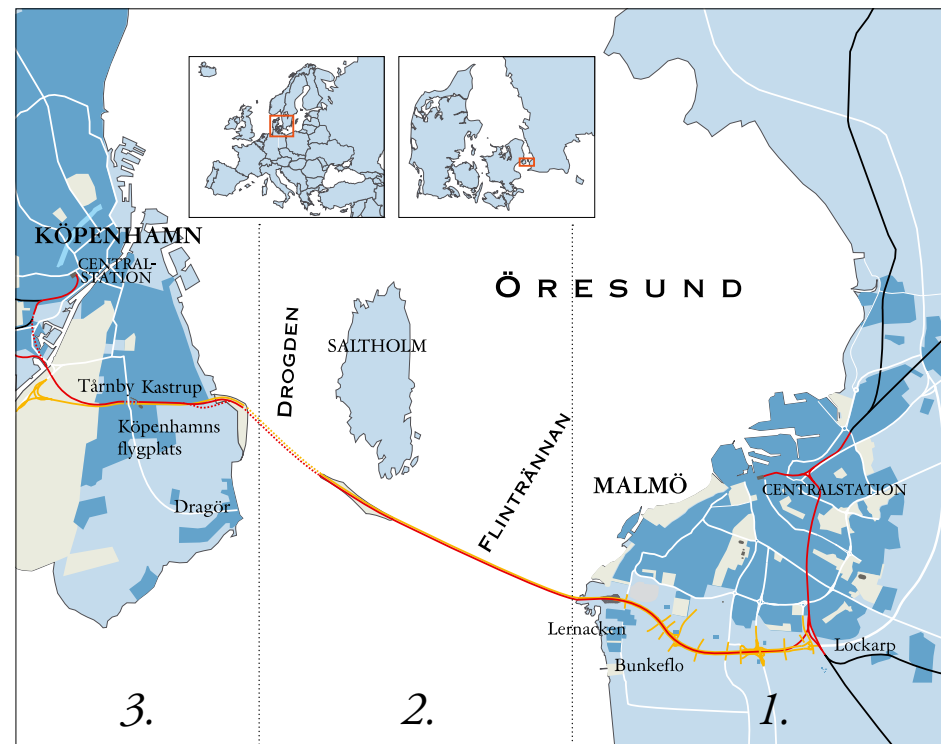 KÖPENHAMN
CENTRAL-
STATION
ÖRESUND
DROGDEN
SALTHOLM
Tårnby
Kastrup
Köpenhamns
flygplats
Dragör
FLINTRÄNNAN
MALMÖ
CENTRALSTATION
Lernacken
Bunkeflo
Lockarp
3.
2.
1.